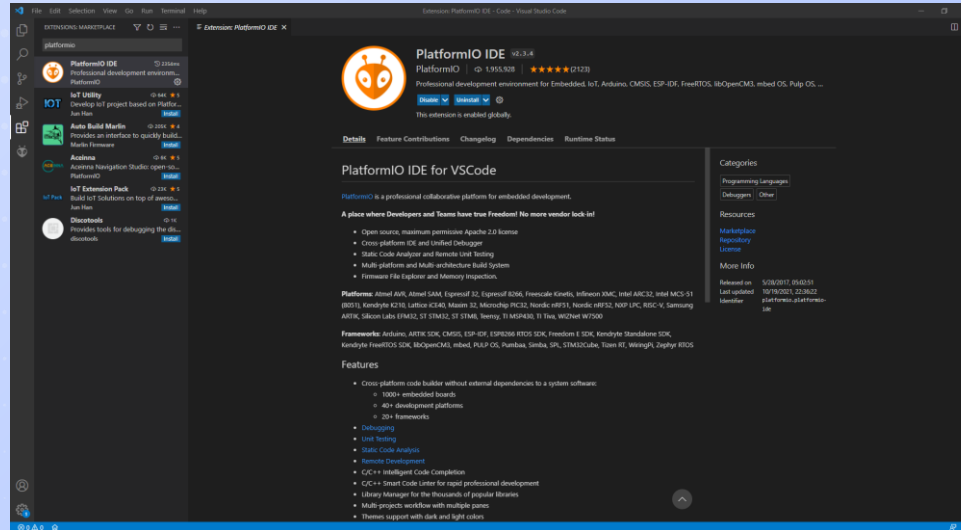 File Edit Selection View Go Run Terminal Help
Extension: PlatformIO IDE - Code - Visual Studio Code
EXTENSIONS: MARKETPLACE
platformio
PlatformIO IDE
Professional development environm...
PlatformIO
IoT Utility 64K 5
Develop IoT project based on Platfor...
Jun Han Install
Auto Build Marlin 205K 4
Provides an interface to quickly build...
Marlin Firmware Install
Aceinna 6K 5
Aceinna Navigation Studio: open-so...
PlatformIO Install
IoT Extension Pack 23K 5
Build IoT Solutions on top of aweso...
Jun Han Install
Discotools 1K
Provides tools for debugging the dis...
discotools Install
Extension: PlatformIO IDE
PlatformIO IDE v2.3.4
PlatformIO 1,955,928 (2123)
Professional development environment for Embedded, IoT, Arduino, CMSIS, ESP-IDF, FreeRTOS, libOpenCM3, mbed OS, Pulp OS, ...
Disable Uninstall
This extension is enabled globally.
Details Feature Contributions Changelog Dependencies Runtime Status
PlatformIO IDE for VSCode
PlatformIO is a professional collaborative platform for embedded development.
A place where Developers and Teams have true Freedom! No more vendor lock-in!
• Open source, maximum permissive Apache 2.0 license
• Cross-platform IDE and Unified Debugger
• Static Code Analyzer and Remote Unit Testing
• Multi-platform and Multi-architecture Build System
• Firmware File Explorer and Memory Inspection.
Platforms: Atmel AVR, Atmel SAM, Espressif 32, Espressif 8266, Freescale Kinetis, Infineon XMC, Intel ARC32, Intel MCS-51
(8051), Kendryte K210, Lattice iCE40, Maxim 32, Microchip PIC32, Nordic nRF51, Nordic nRF52, NXP LPC, RISC-V, Samsung
ARTIK, Silicon Labs EFM32, ST STM32, ST STM8, Teensy, TI MSP430, TI Tiva, WIZNet W7500
Frameworks: Arduino, ARTIK SDK, CMSIS, ESP-IDF, ESP8266 RTOS SDK, Freedom E SDK, Kendryte Standalone SDK,
Kendryte FreeRTOS SDK, libOpenCM3, mbed, PULP OS, Pumbaa, Simba, SPL, STM32Cube, Tizen RT, WiringPi, Zephyr RTOS
Features
• Cross-platform code builder without external dependencies to a system software:
1000+ embedded boards
40+ development platforms
20+ frameworks
• Debugging
• Unit Testing
• Static Code Analysis
• Remote Development
• C/C++ Intelligent Code Completion
• C/C++ Smart Code Linter for rapid professional development
• Library Manager for the thousands of popular libraries
• Multi-projects workflow with multiple panes
• Themes support with dark and light colors
Categories
Programming Languages
Debuggers Other
Resources
Marketplace
Repository
License
More Info
Released on 5/28/2017, 05:02:51
Last updated 10/19/2021, 22:36:22
Identifier platformio.platformio-
ide
0 0